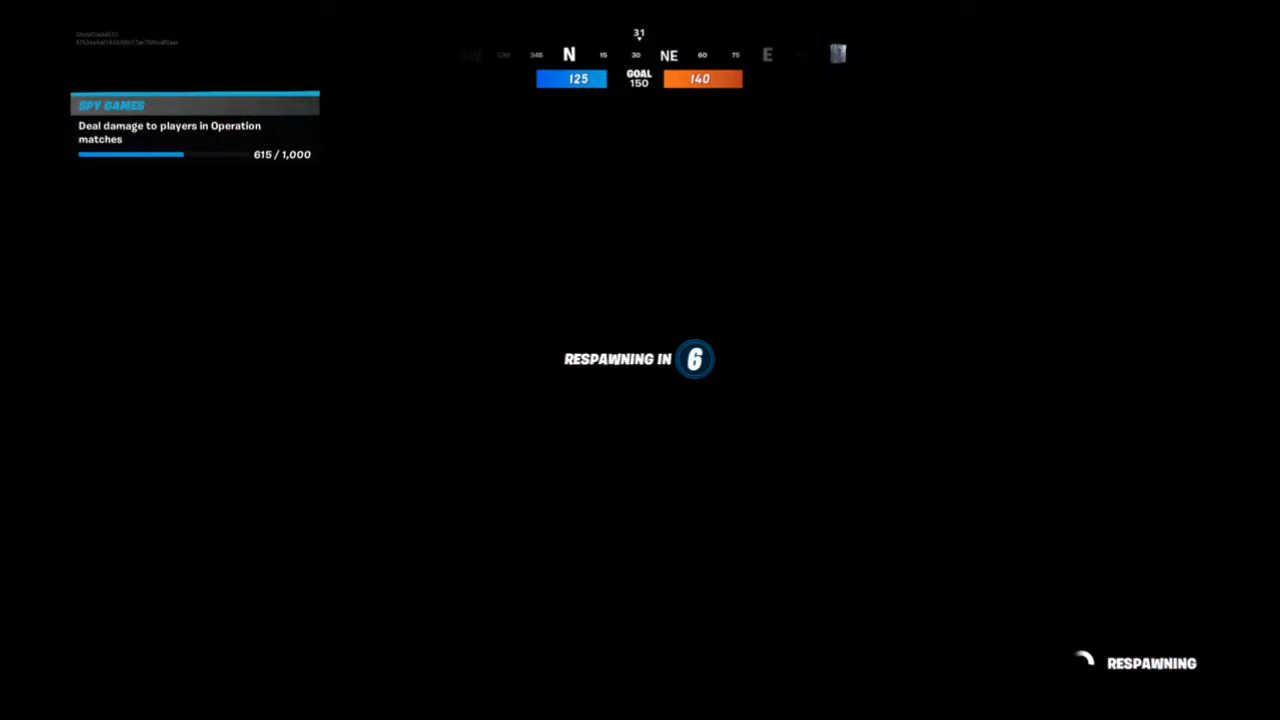 31
345 N 15 30 NE 60 75 E
125 GOAL 150 140
SPY GAMES
Deal damage to players in Operation
matches
615 / 1,000
RESPAWNING IN 6
RESPAWNING